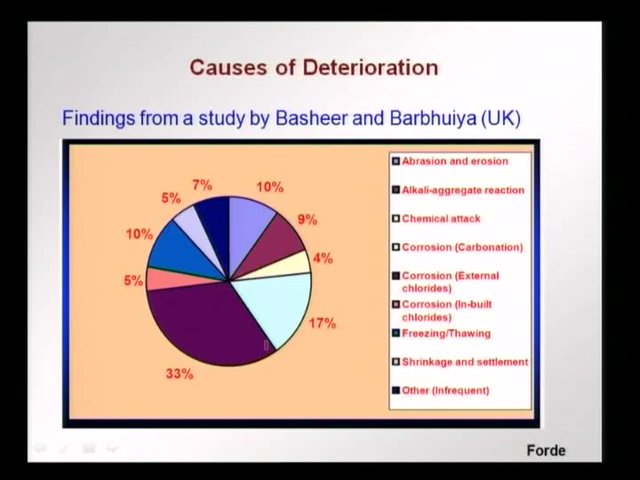 Causes of Deterioration
Findings from a study by Basheer and Barbhuiya (UK)
7%
10%
5%
9%
10%
4%
5%
17%
33%
Abrasion and erosion
Alkali-aggregate reaction
Chemical attack
Corrosion (Carbonation)
Corrosion (External
chlorides)
Corrosion (In-built
chlorides)
Freezing/Thawing
Shrinkage and settlement
Other (Infrequent)
Forde